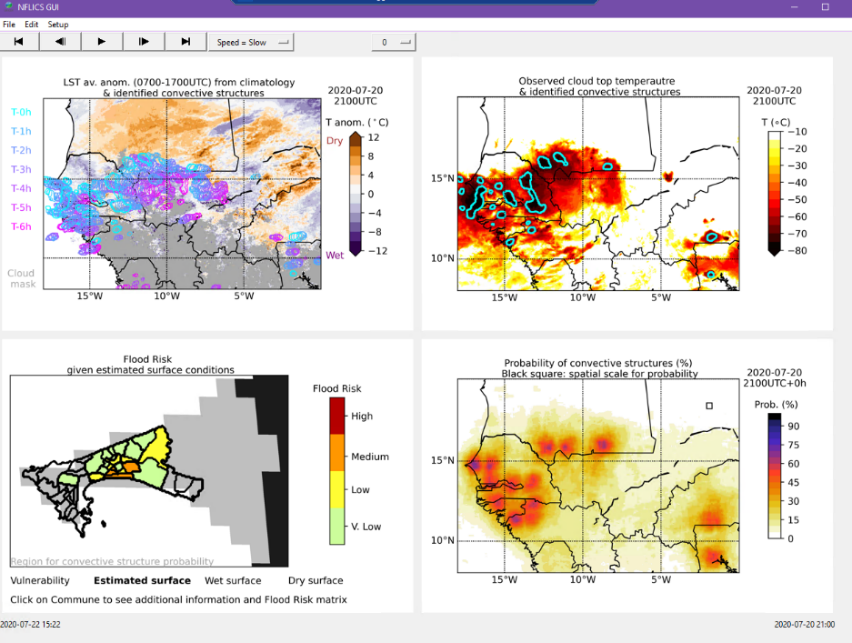 NFLICS GUI
File Edit Setup
Speed = Slow
0
LST av. anom. (0700-1700UTC) from climatology
& identified convective structures
2020-07-20
2100UTC
T-0h
T-1h
T-2h
T-3h
T-4h
T-5h
T-6h
Cloud
mask
T anom. (°C)
Dry
12
8
4
0
−4
−8
−12
Wet
15°W 10°W 5°W
Observed cloud top temperautre
& identified convective structures
2020-07-20
2100UTC
T (∘C)
−10
−20
−30
−40
−50
−60
−70
−80
15°N
10°N
15°W 10°W 5°W
Flood Risk
given estimated surface conditions
Flood Risk
High
Medium
Low
V. Low
Region for convective structure probability
Vulnerability Estimated surface Wet surface Dry surface
Click on Commune to see additional information and Flood Risk matrix
Probability of convective structures (%)
Black square: spatial scale for probability
2020-07-20
2100UTC+0h
Prob. (%)
90
75
60
45
30
15
0
15°N
10°N
15°W 10°W 5°W
2020-07-22 15:22
2020-07-20 21:00